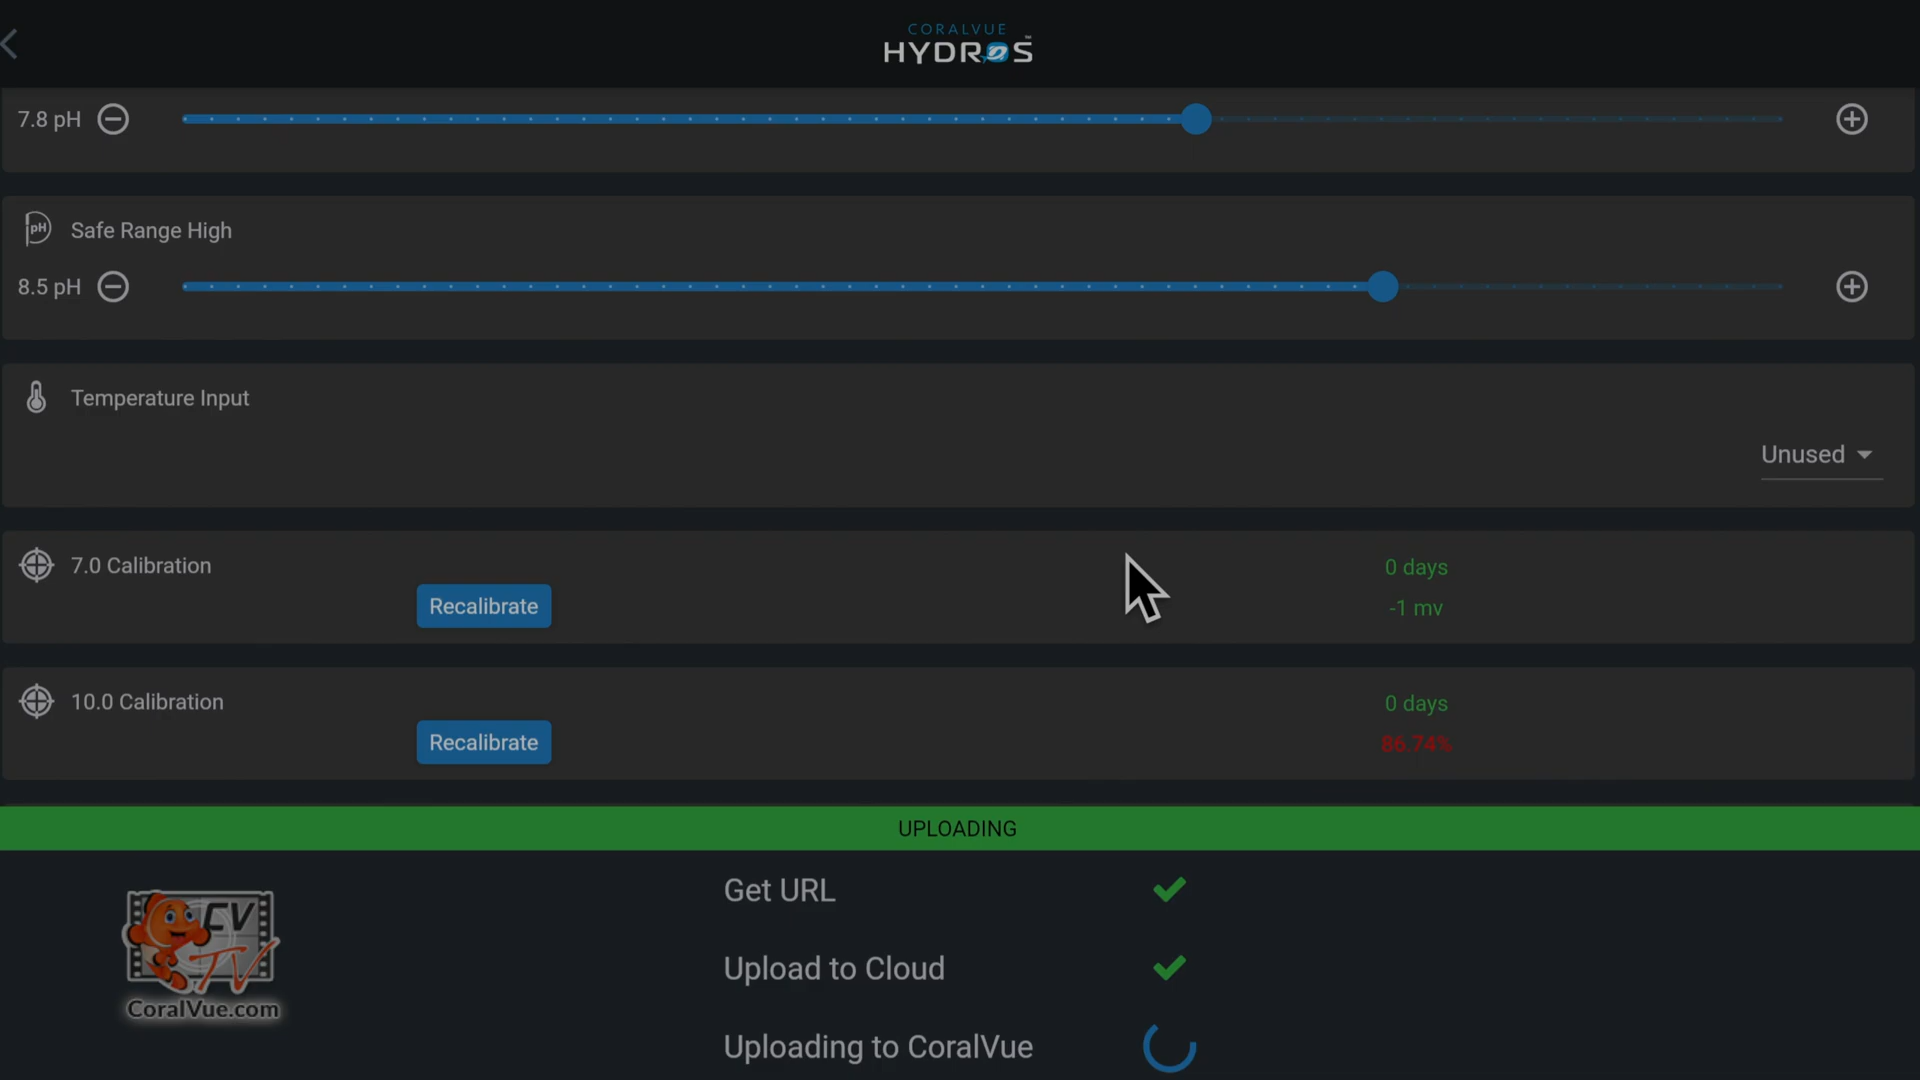 CORALVUE
HYDROS™
7.8 pH
pH Safe Range High
8.5 pH
Temperature Input
Unused
7.0 Calibration
0 days
Recalibrate
-1 mv
10.0 Calibration
0 days
Recalibrate
86.74%
UPLOADING
Get URL
CV
TV
CoralVue.com
Upload to Cloud
Uploading to CoralVue